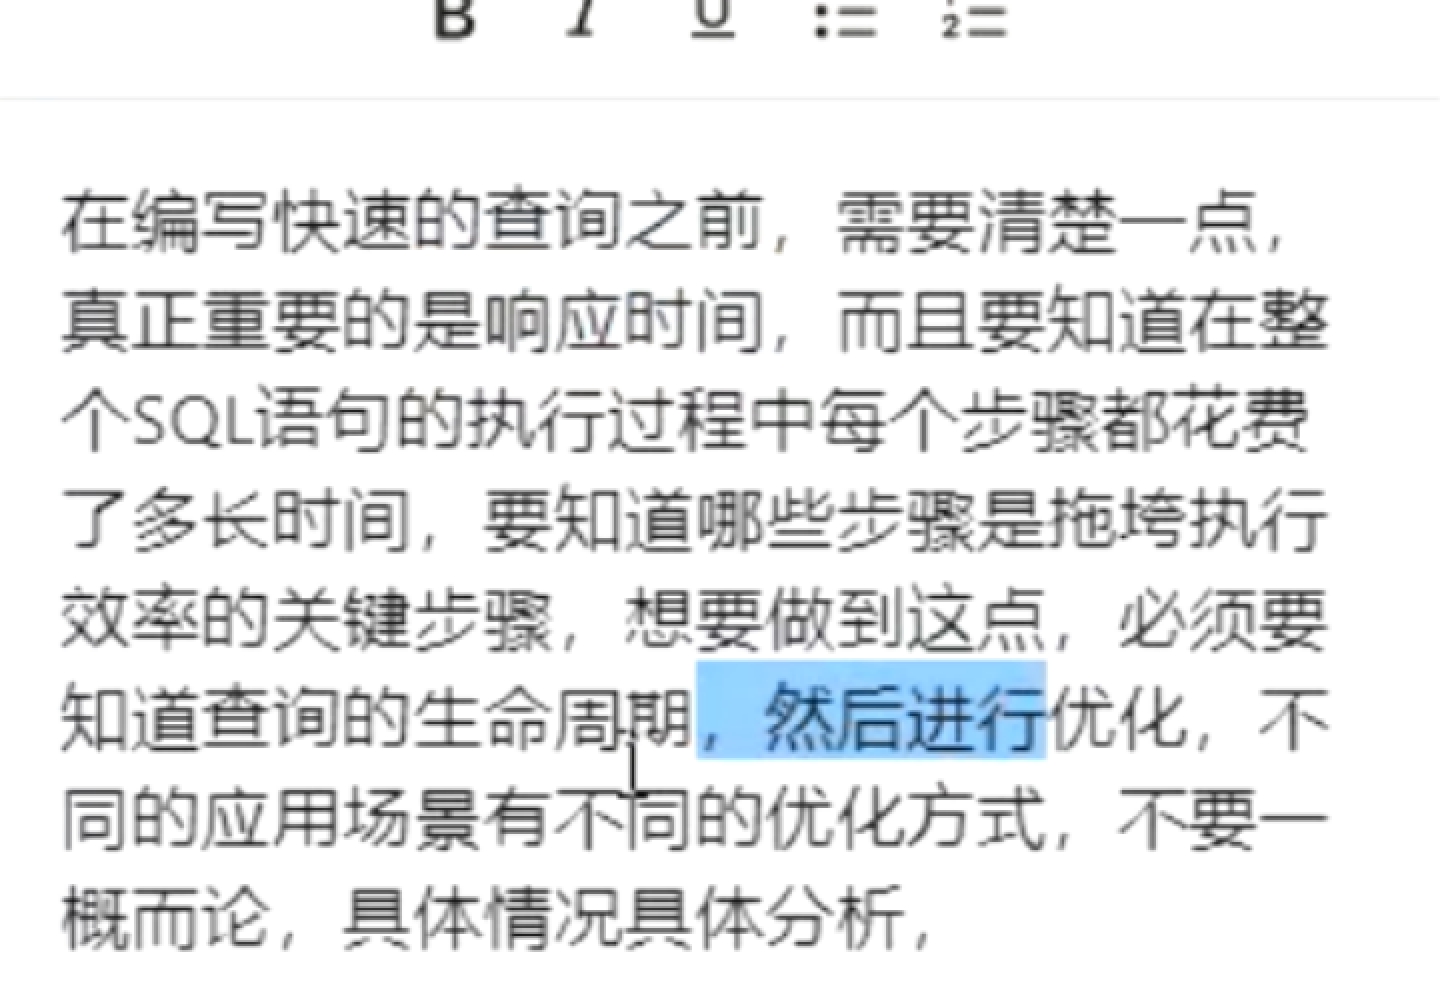 B I U 2
在编写快速的查询之前，需要清楚一点，
真正重要的是响应时间，而且要知道在整
个SQL语句的执行过程中每个步骤都花费
了多长时间，要知道哪些步骤是拖垮执行
效率的关键步骤，想要做到这点，必须要
知道查询的生命周期，然后进行优化，不
同的应用场景有不同的优化方式，不要一
概而论，具体情况具体分析，